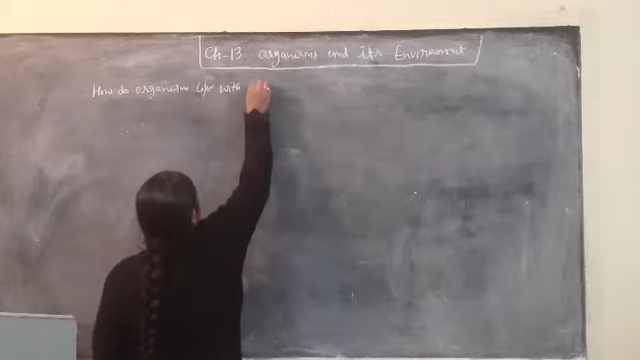 Ch-13 organisms and its Environment
How do organisms cope with